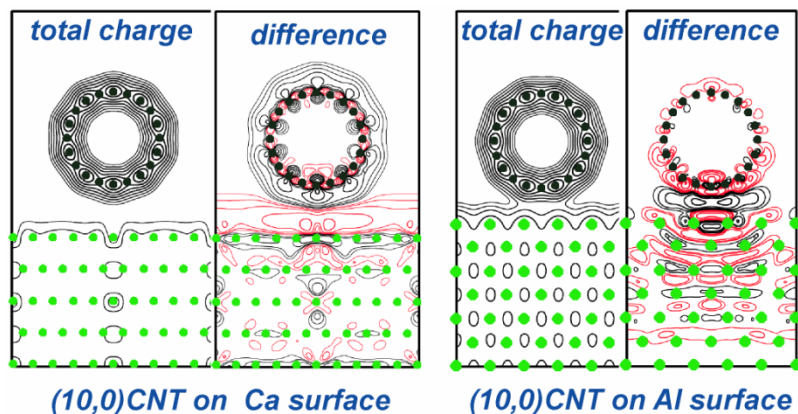 total charge
difference
total charge
difference
(10,0)CNT on Ca surface
(10,0)CNT on Al surface